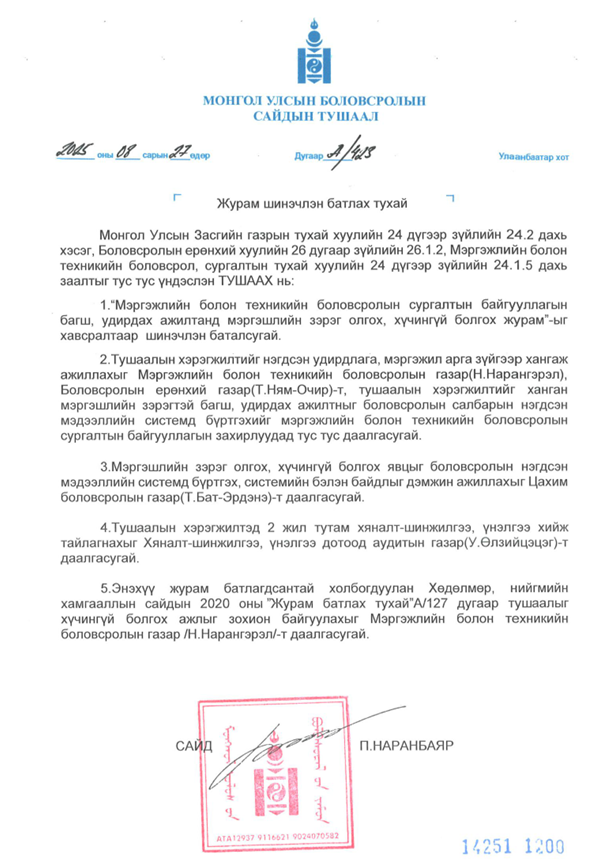 МОНГОЛ УЛСЫН БОЛОВСРОЛЫН
САЙДЫН ТУШААЛ
2025 оны 08 сарын 27 өдөр Дугаар А/423 Улаанбаатар хот
Журам шинэчлэн батлах тухай
Монгол Улсын Засгийн газрын тухай хуулийн 24 дүгээр зүйлийн 24.2 дахь
хэсэг, Боловсролын ерөнхий хуулийн 26 дугаар зүйлийн 26.1.2, Мэргэжлийн болон
техникийн боловсрол, сургалтын тухай хуулийн 24 дүгээр зүйлийн 24.1.5 дахь
заалтыг тус тус үндэслэн ТУШААХ нь:
1."Мэргэжлийн болон техникийн боловсролын сургалтын байгууллагын
багш, удирдах ажилтанд мэргэшлийн зэрэг олгох, хүчингүй болгох журам"-ыг
хавсралтаар шинэчлэн баталсугай.
2.Тушаалын хэрэгжилтийг нэгдсэн удирдлага, мэргэжил арга зүйгээр хангаж
ажиллахыг Мэргэжлийн болон техникийн боловсролын газар(Н.Нарангэрэл),
Боловсролын ерөнхий газар(Т.Ням-Очир)-т, тушаалын хэрэгжилтийг ханган
мэргэшлийн зэрэгтэй багш, удирдах ажилтныг боловсролын салбарын нэгдсэн
мэдээллийн системд бүртгэхийг мэргэжлийн болон техникийн боловсролын
сургалтын байгууллагын захирлуудад тус тус даалгасугай.
3.Мэргэшлийн зэрэг олгох, хүчингүй болгох явцыг боловсролын нэгдсэн
мэдээллийн системд бүртгэх, системийн бэлэн байдлыг дэмжин ажиллахыг Цахим
боловсролын газар(Т.Бат-Эрдэнэ)-т даалгасугай.
4.Тушаалын хэрэгжилтэд 2 жил тутам хяналт-шинжилгээ, үнэлгээ хийж
тайлагнахыг Хяналт-шинжилгээ, үнэлгээ дотоод аудитын газар(У.Өлзийцэцэг)-т
даалгасугай.
5.Энэхүү журам батлагдсантай холбогдуулан Хөдөлмөр, нийгмийн
хамгааллын сайдын 2020 оны "Журам батлах тухай"А/127 дугаар тушаалыг
хүчингүй болгох ажлыг зохион байгуулахыг Мэргэжлийн болон техникийн
боловсролын газар /Н.Нарангэрэл/-т даалгасугай.
САЙД П.НАРАНБАЯР
АТА12937 9116621 9024070582
14251 1200